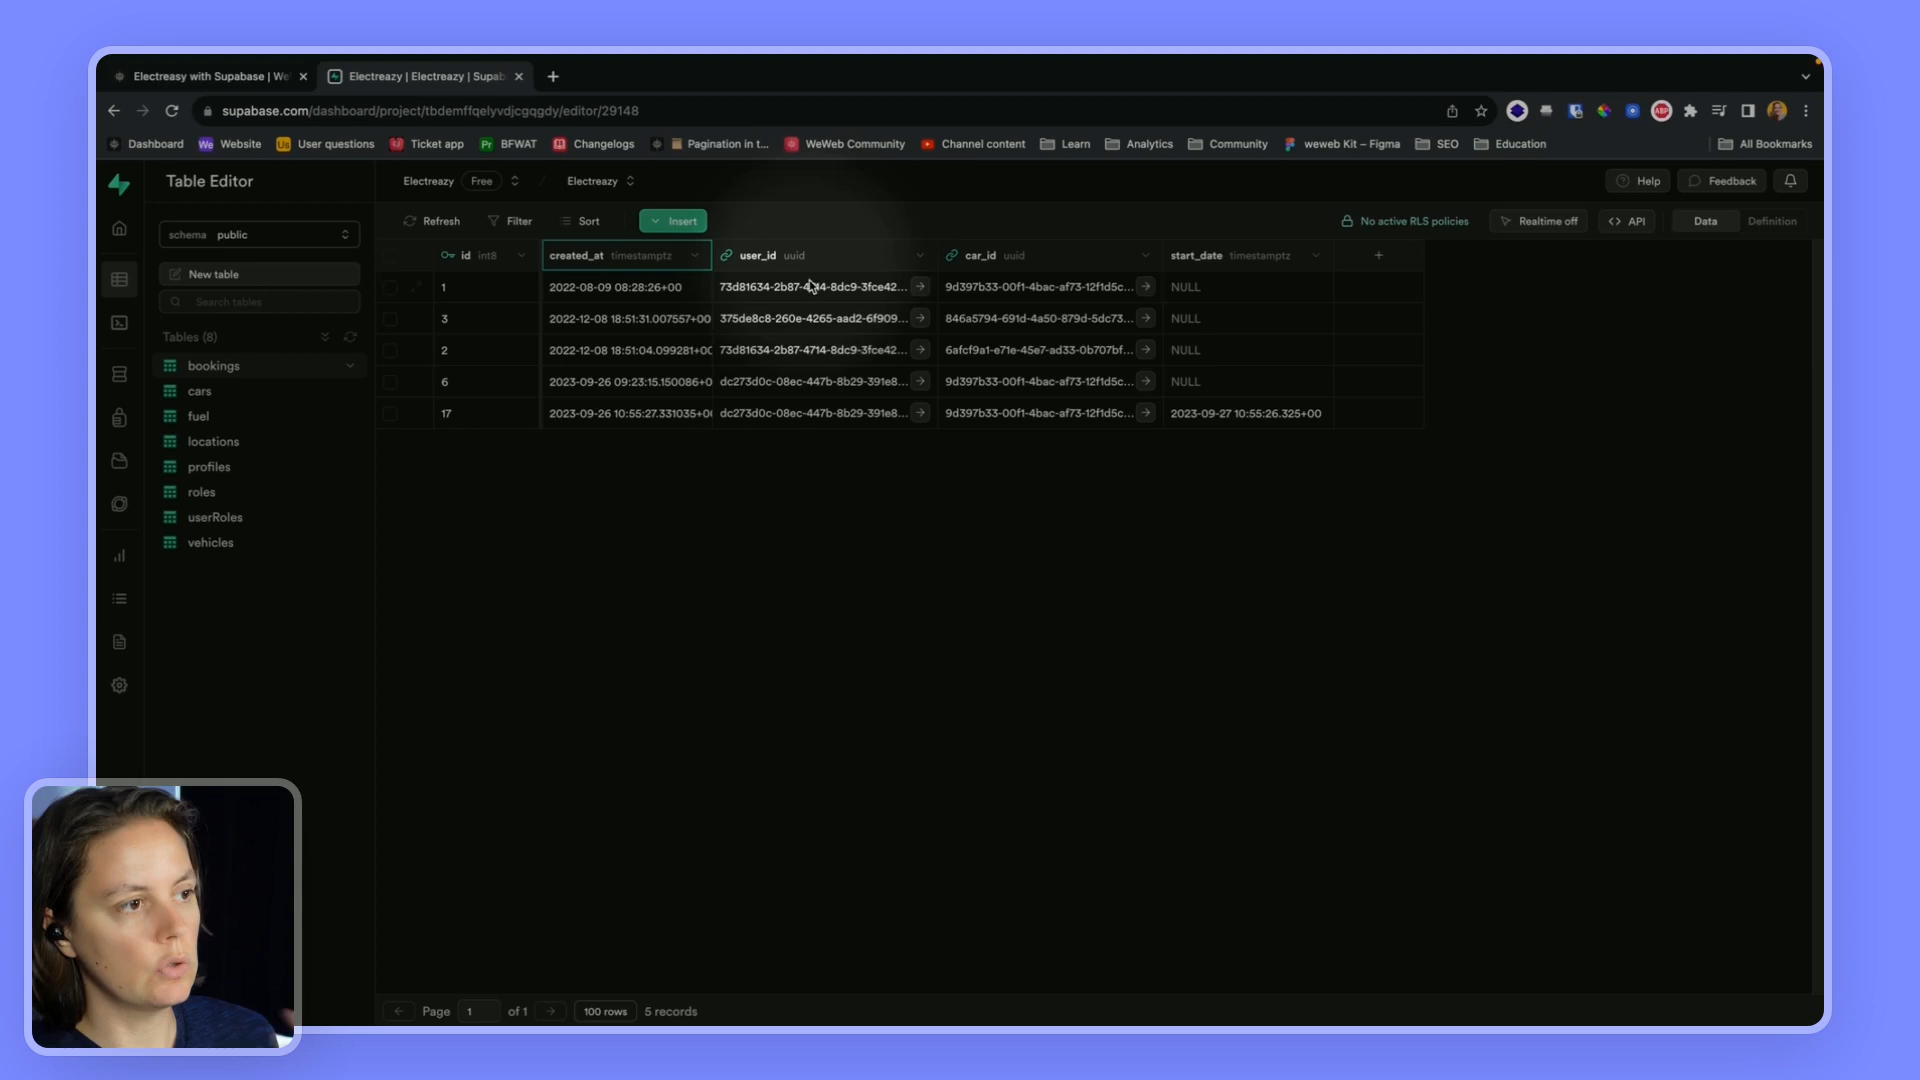 Electreasy with Supabase | We
Electreazy | Electreazy | Supab
supabase.com/dashboard/project/tbdemffqelyvdjcgqgdy/editor/29148
Dashboard
We Website
Us User questions
Ticket app
Pr BFWAT
Changelogs
Pagination in t...
WeWeb Community
Channel content
Learn
Analytics
Community
weweb Kit – Figma
SEO
Education
All Bookmarks
Table Editor
Electreazy Free
Electreazy
Help
Feedback
Refresh
Filter
Sort
Insert
No active RLS policies
Realtime off
API
Data
Definition
schema public
New table
Search tables
Tables (8)
bookings
cars
fuel
locations
profiles
roles
userRoles
vehicles
id int8 created_at timestamptz user_id uuid car_id uuid start_date timestamptz +
1 2022-08-09 08:28:26+00 73d81634-2b87-4714-8dc9-3fce42... 9d397b33-00f1-4bac-af73-12f1d5c... NULL
3 2022-12-08 18:51:31.007557+00 375de8c8-260e-4265-aad2-6f909... 846a5794-691d-4a50-879d-5dc73... NULL
2 2022-12-08 18:51:04.099281+00 73d81634-2b87-4714-8dc9-3fce42... 6afcf9a1-e71e-45e7-ad33-0b707bf... NULL
6 2023-09-26 09:23:15.150086+0 dc273d0c-08ec-447b-8b29-391e8... 9d397b33-00f1-4bac-af73-12f1d5c... NULL
17 2023-09-26 10:55:27.331035+00 dc273d0c-08ec-447b-8b29-391e8... 9d397b33-00f1-4bac-af73-12f1d5c... 2023-09-27 10:55:26.325+00
Page 1 of 1
100 rows
5 records